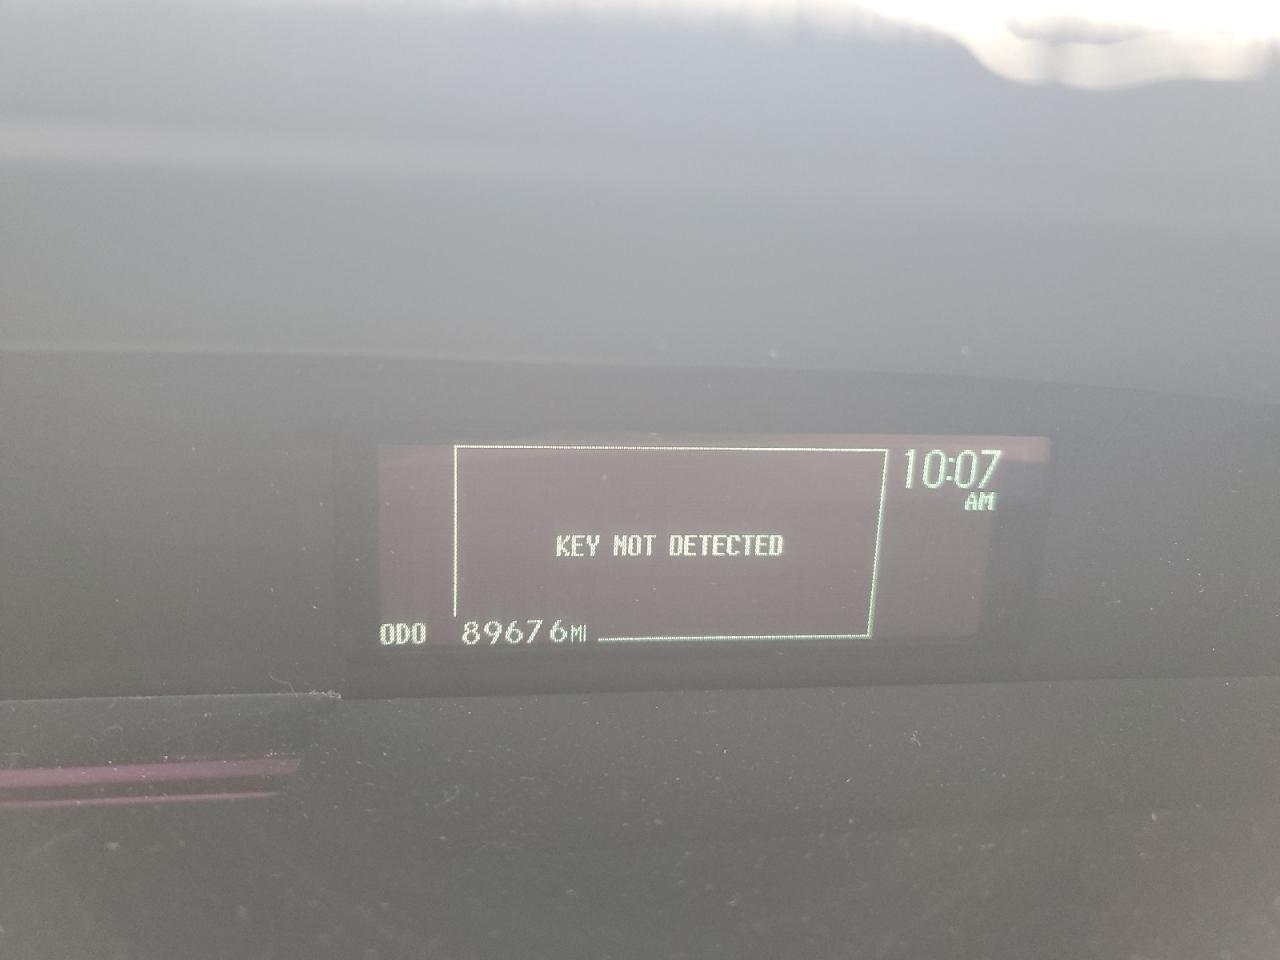 10:07
AM
KEY NOT DETECTED
ODO 89676MI